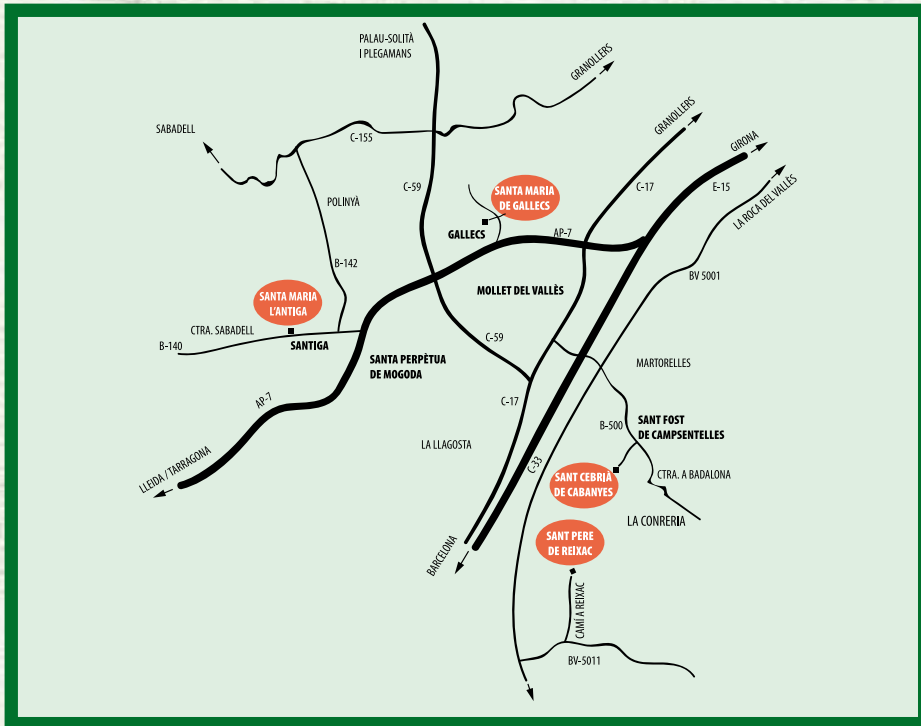 PALAU-SOLITÀ
I PLEGAMANS
GRANOLLERS
SABADELL
C-155
GRANOLLERS
GIRONA
C-59
SANTA MARIA
DE GALLECS
C-17
E-15
LA ROCA DEL VALLÈS
POLINYÀ
GALLECS
AP-7
B-142
BV 5001
SANTA MARIA
L'ANTIGA
MOLLET DEL VALLÈS
CTRA. SABADELL
B-140
SANTIGA
C-59
SANTA PERPÈTUA
DE MOGODA
MARTORELLES
AP-7
C-17
SANT FOST
DE CAMPSENTELLES
B-500
LA LLAGOSTA
C-33
CTRA. A BADALONA
LLEIDA / TARRAGONA
SANT CEBRIÀ
DE CABANYES
LA CONRERIA
SANT PERE
DE REIXAC
BARCELONA
CAMÍ A REIXAC
BV-5011